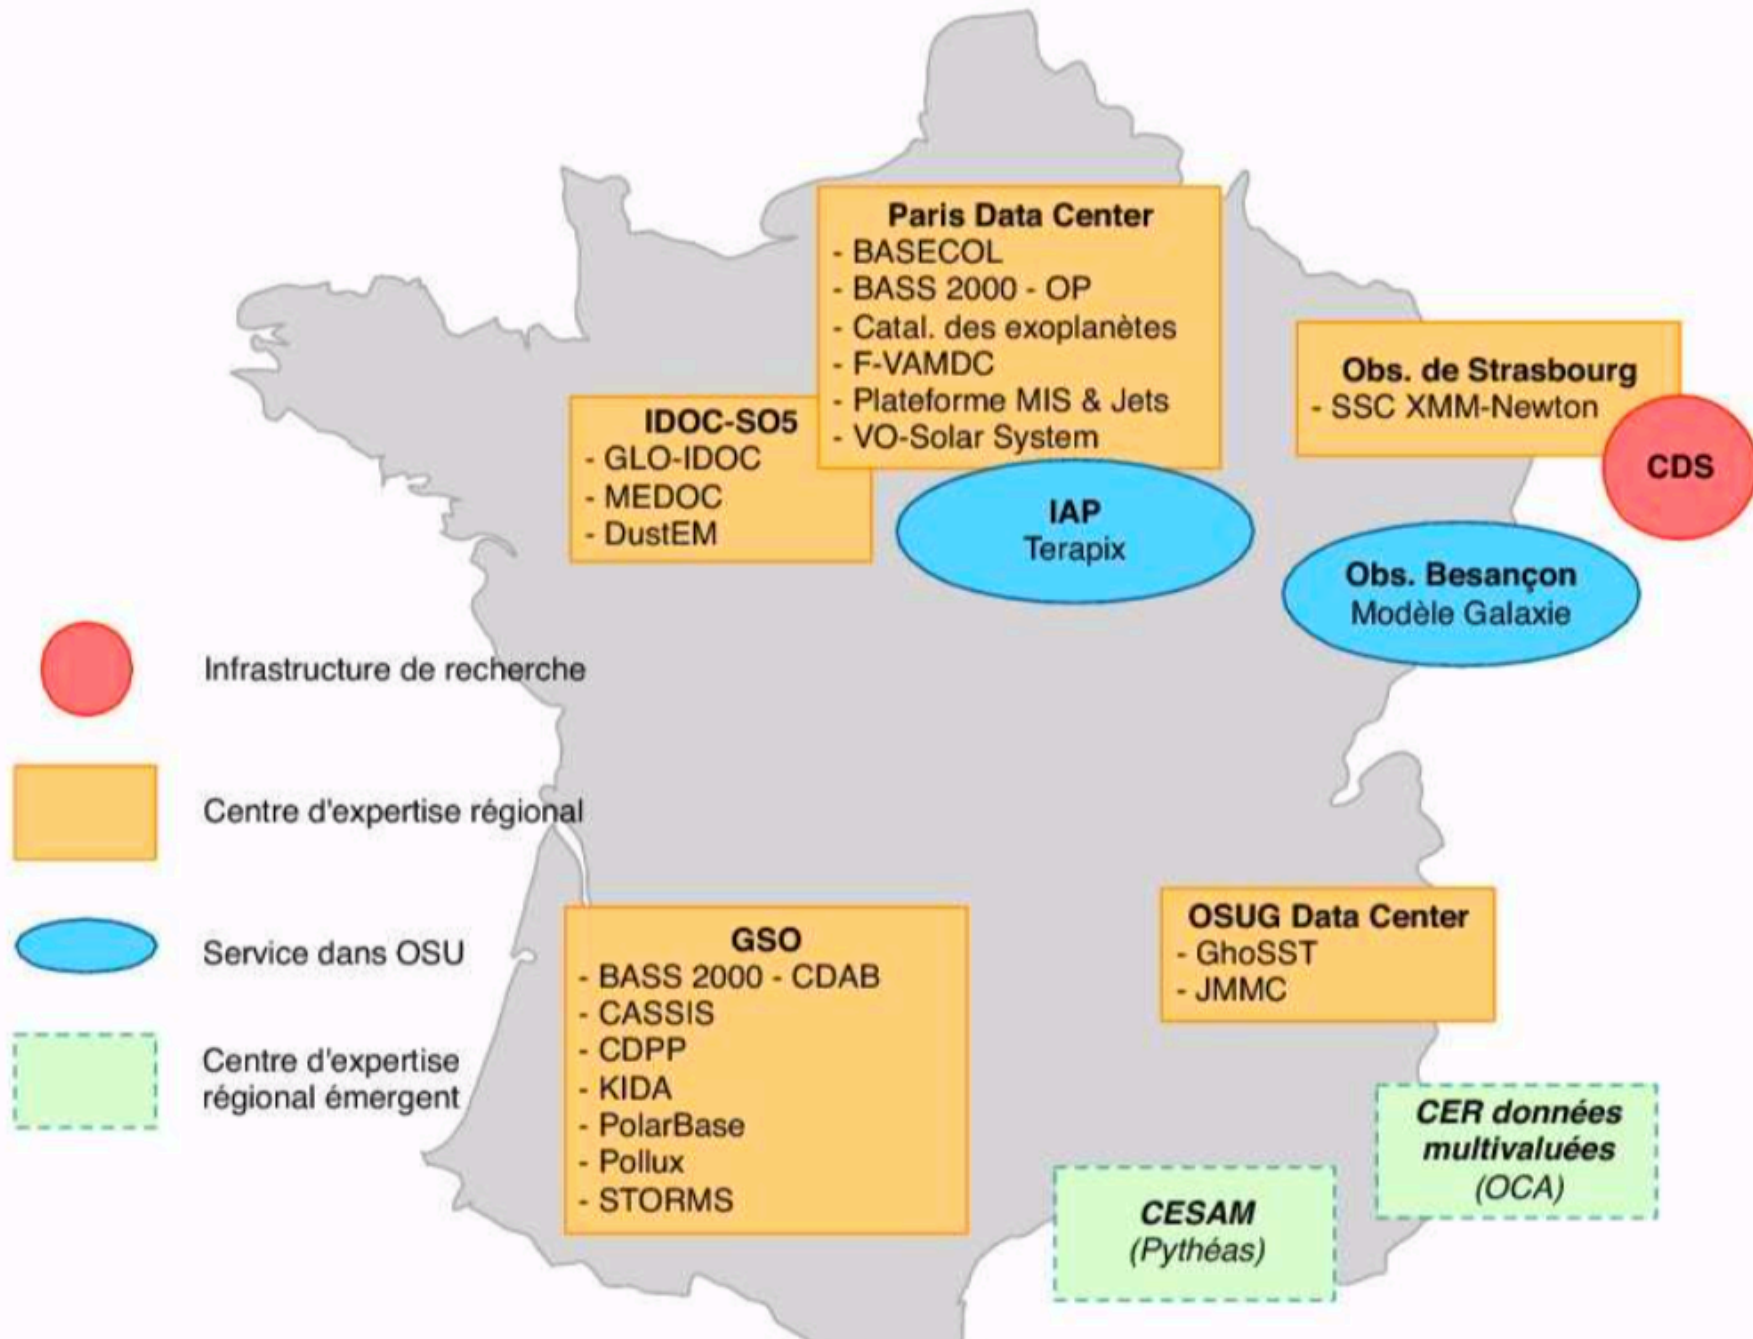 Paris Data Center
- BASECOL
- BASS 2000 - OP
- Catal. des exoplanètes
- F-VAMDC
- Plateforme MIS & Jets
- VO-Solar System
Obs. de Strasbourg
- SSC XMM-Newton
CDS
IDOC-SO5
- GLO-IDOC
- MEDOC
- DustEM
IAP
Terapix
Obs. Besançon
Modèle Galaxie
Infrastructure de recherche
Centre d'expertise régional
Service dans OSU
Centre d'expertise
régional émergent
GSO
- BASS 2000 - CDAB
- CASSIS
- CDPP
- KIDA
- PolarBase
- Pollux
- STORMS
OSUG Data Center
- GhoSST
- JMMC
CER données
multivaluées
(OCA)
CESAM
(Pythéas)